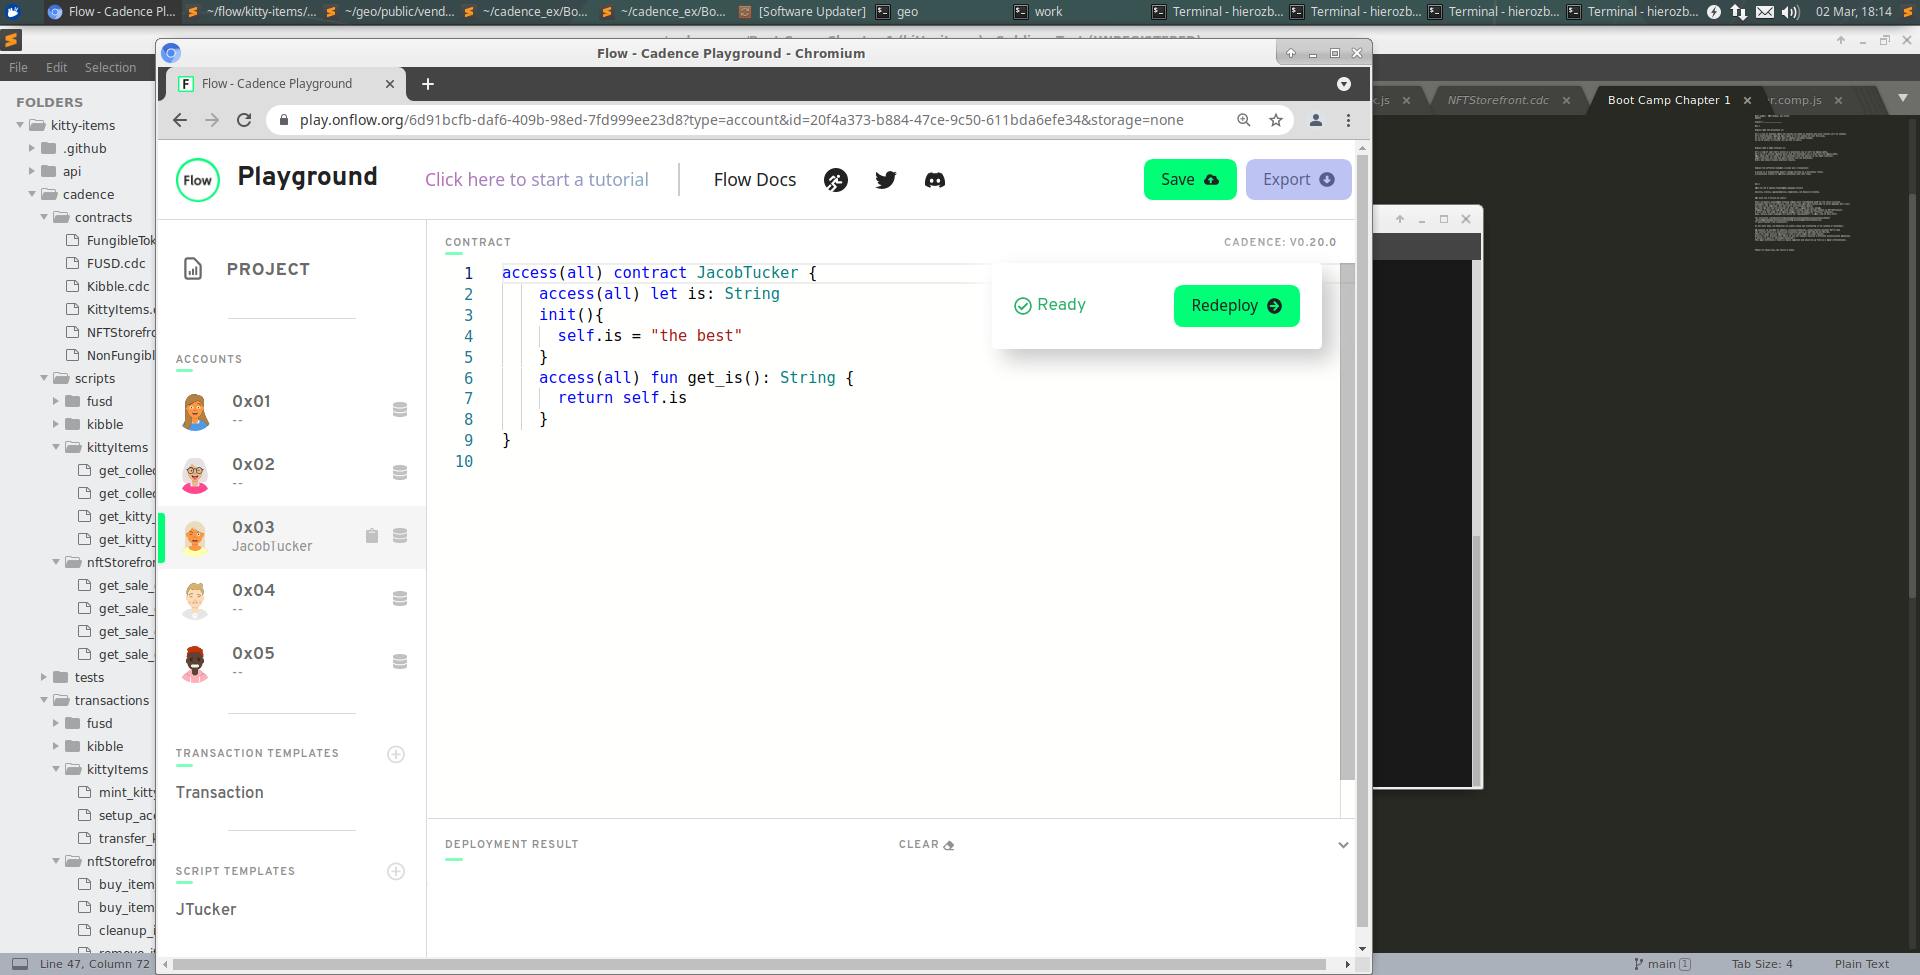 Flow - Cadence Pl...
~/flow/kitty-items/...
~/geo/public/vend...
~/cadence_ex/Bo...
~/cadence_ex/Bo...
[Software Updater]
geo
work
Terminal - hierozb...
Terminal - hierozb...
Terminal - hierozb...
Terminal - hierozb...
02 Mar, 18:14
File Edit Selection
Flow - Cadence Playground - Chromium
Flow - Cadence Playground
play.onflow.org/6d91bcfb-daf6-409b-98ed-7fd999ee23d8?type=account&id=20f4a373-b884-47ce-9c50-611bda6efe34&storage=none
k.js
NFTStorefront.cdc
Boot Camp Chapter 1
r.comp.js
FOLDERS
kitty-items
.github
api
cadence
contracts
FungibleTok
FUSD.cdc
Kibble.cdc
KittyItems.c
NFTStorefro
NonFungibl
scripts
fusd
kibble
kittyItems
get_collec
get_collec
get_kitty_
get_kitty_
nftStorefron
get_sale_
get_sale_
get_sale_
get_sale_
tests
transactions
fusd
kibble
kittyItems
mint_kitty
setup_acc
transfer_k
nftStorefron
buy_item
buy_item
cleanup_i
remove_it
Flow
Playground
Click here to start a tutorial
Flow Docs
Save
Export
PROJECT
ACCOUNTS
0x01
--
0x02
--
0x03
JacobTucker
0x04
--
0x05
--
TRANSACTION TEMPLATES
Transaction
SCRIPT TEMPLATES
JTucker
CONTRACT
CADENCE: V0.20.0
1 access(all) contract JacobTucker {
2 access(all) let is: String
3 init(){
4 self.is = "the best"
5 }
6 access(all) fun get_is(): String {
7 return self.is
8 }
9 }
10
Ready
Redeploy
DEPLOYMENT RESULT
CLEAR
Line 47, Column 72
main 1
Tab Size: 4
Plain Text